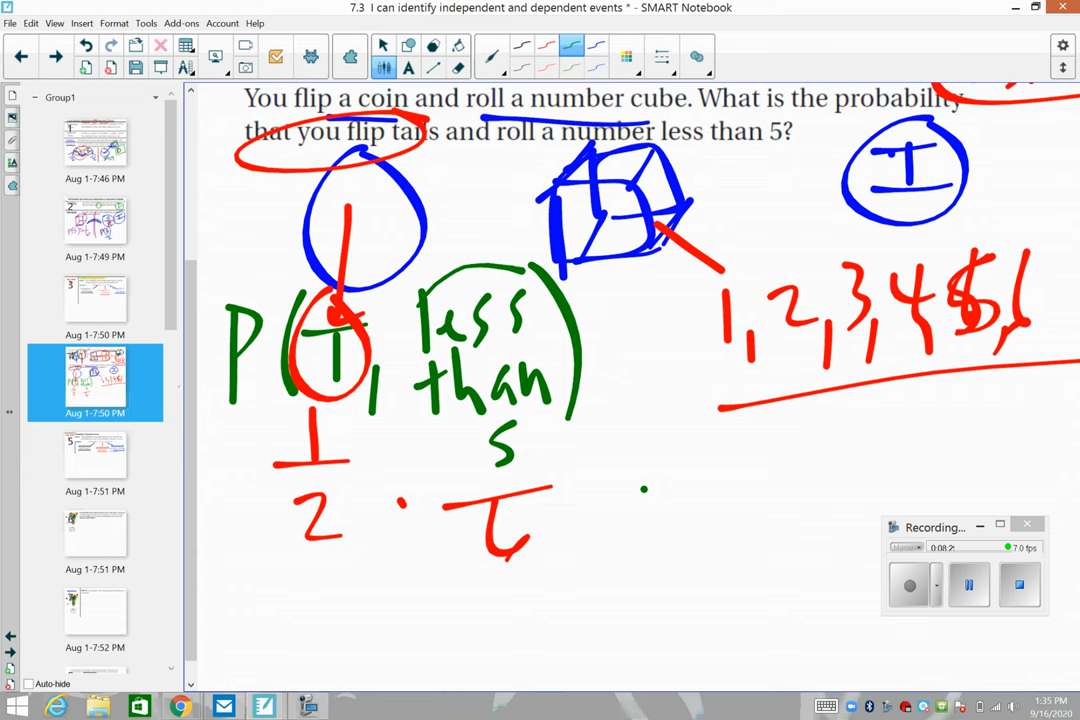 7.3 I can identify independent and dependent events * - SMART Notebook
File Edit View Insert Format Tools Add-ons Account Help
Group1
Aug 1-7:46 PM
Aug 1-7:49 PM
Aug 1-7:50 PM
Aug 1-7:50 PM
Aug 1-7:51 PM
Aug 1-7:51 PM
Aug 1-7:52 PM
Auto-hide
You flip a coin and roll a number cube. What is the probability
that you flip tails and roll a number less than 5?
T
1, 2, 3, 4, 5, 6
P(T, less
than
5)
1
2 · 6
Recording...
0:08:2
7.0 fps
1:35 PM
9/16/2020